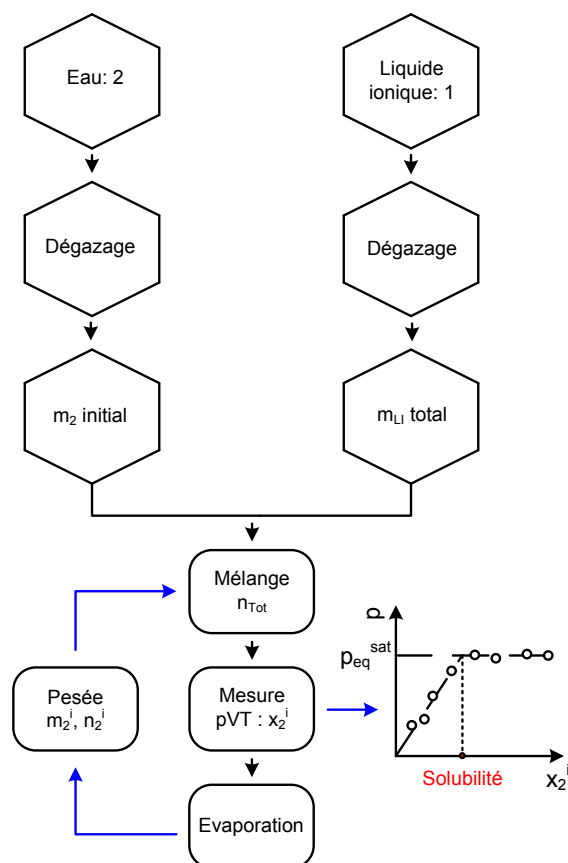 Eau: 2
Liquide
ionique: 1
Dégazage
Dégazage
m₂ initial
m_LI total
Mélange
n_Tot
Pesée
m₂ⁱ, n₂ⁱ
Mesure
pVT : x₂ⁱ
Evaporation
p
p_eq^sat
Solubilité
x₂ⁱ